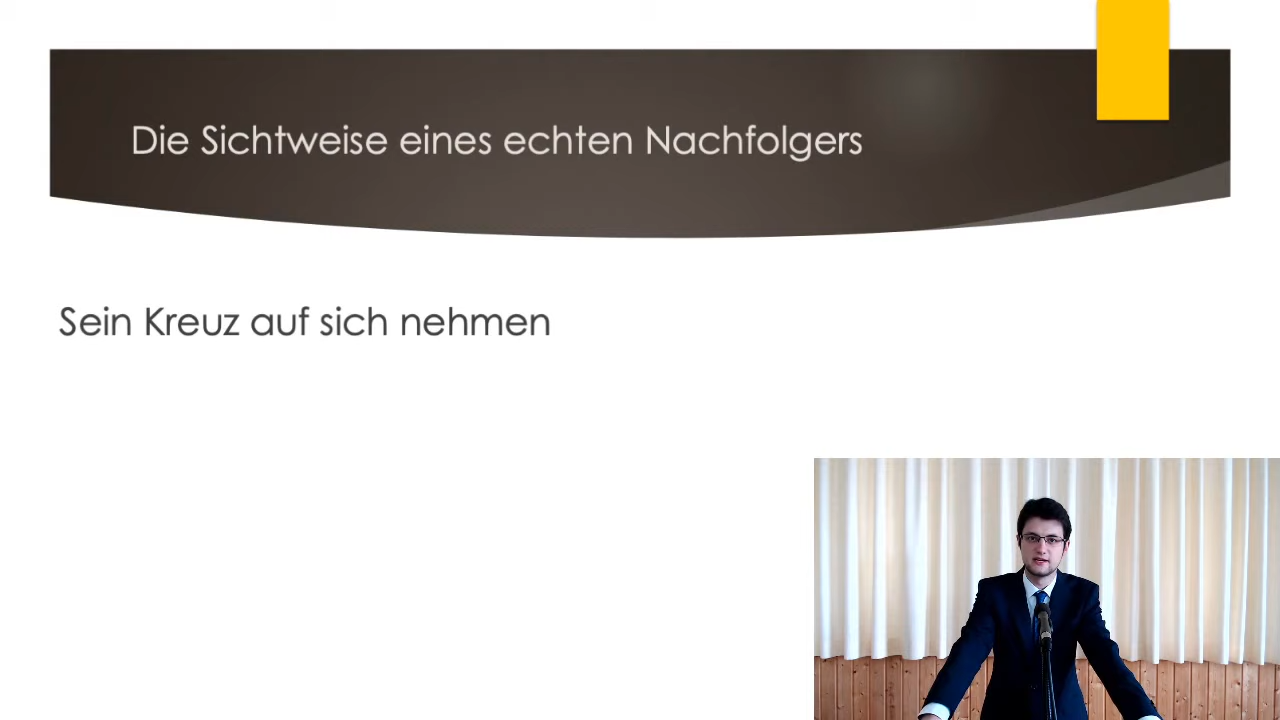 Die Sichtweise eines echten Nachfolgers
Sein Kreuz auf sich nehmen